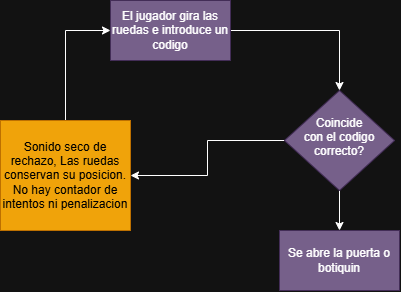 El jugador gira las
ruedas e introduce un
codigo
Coincide
con el codigo
correcto?
Sonido seco de
rechazo, Las ruedas
conservan su posicion.
No hay contador de
intentos ni penalizacion
Se abre la puerta o
botiquin